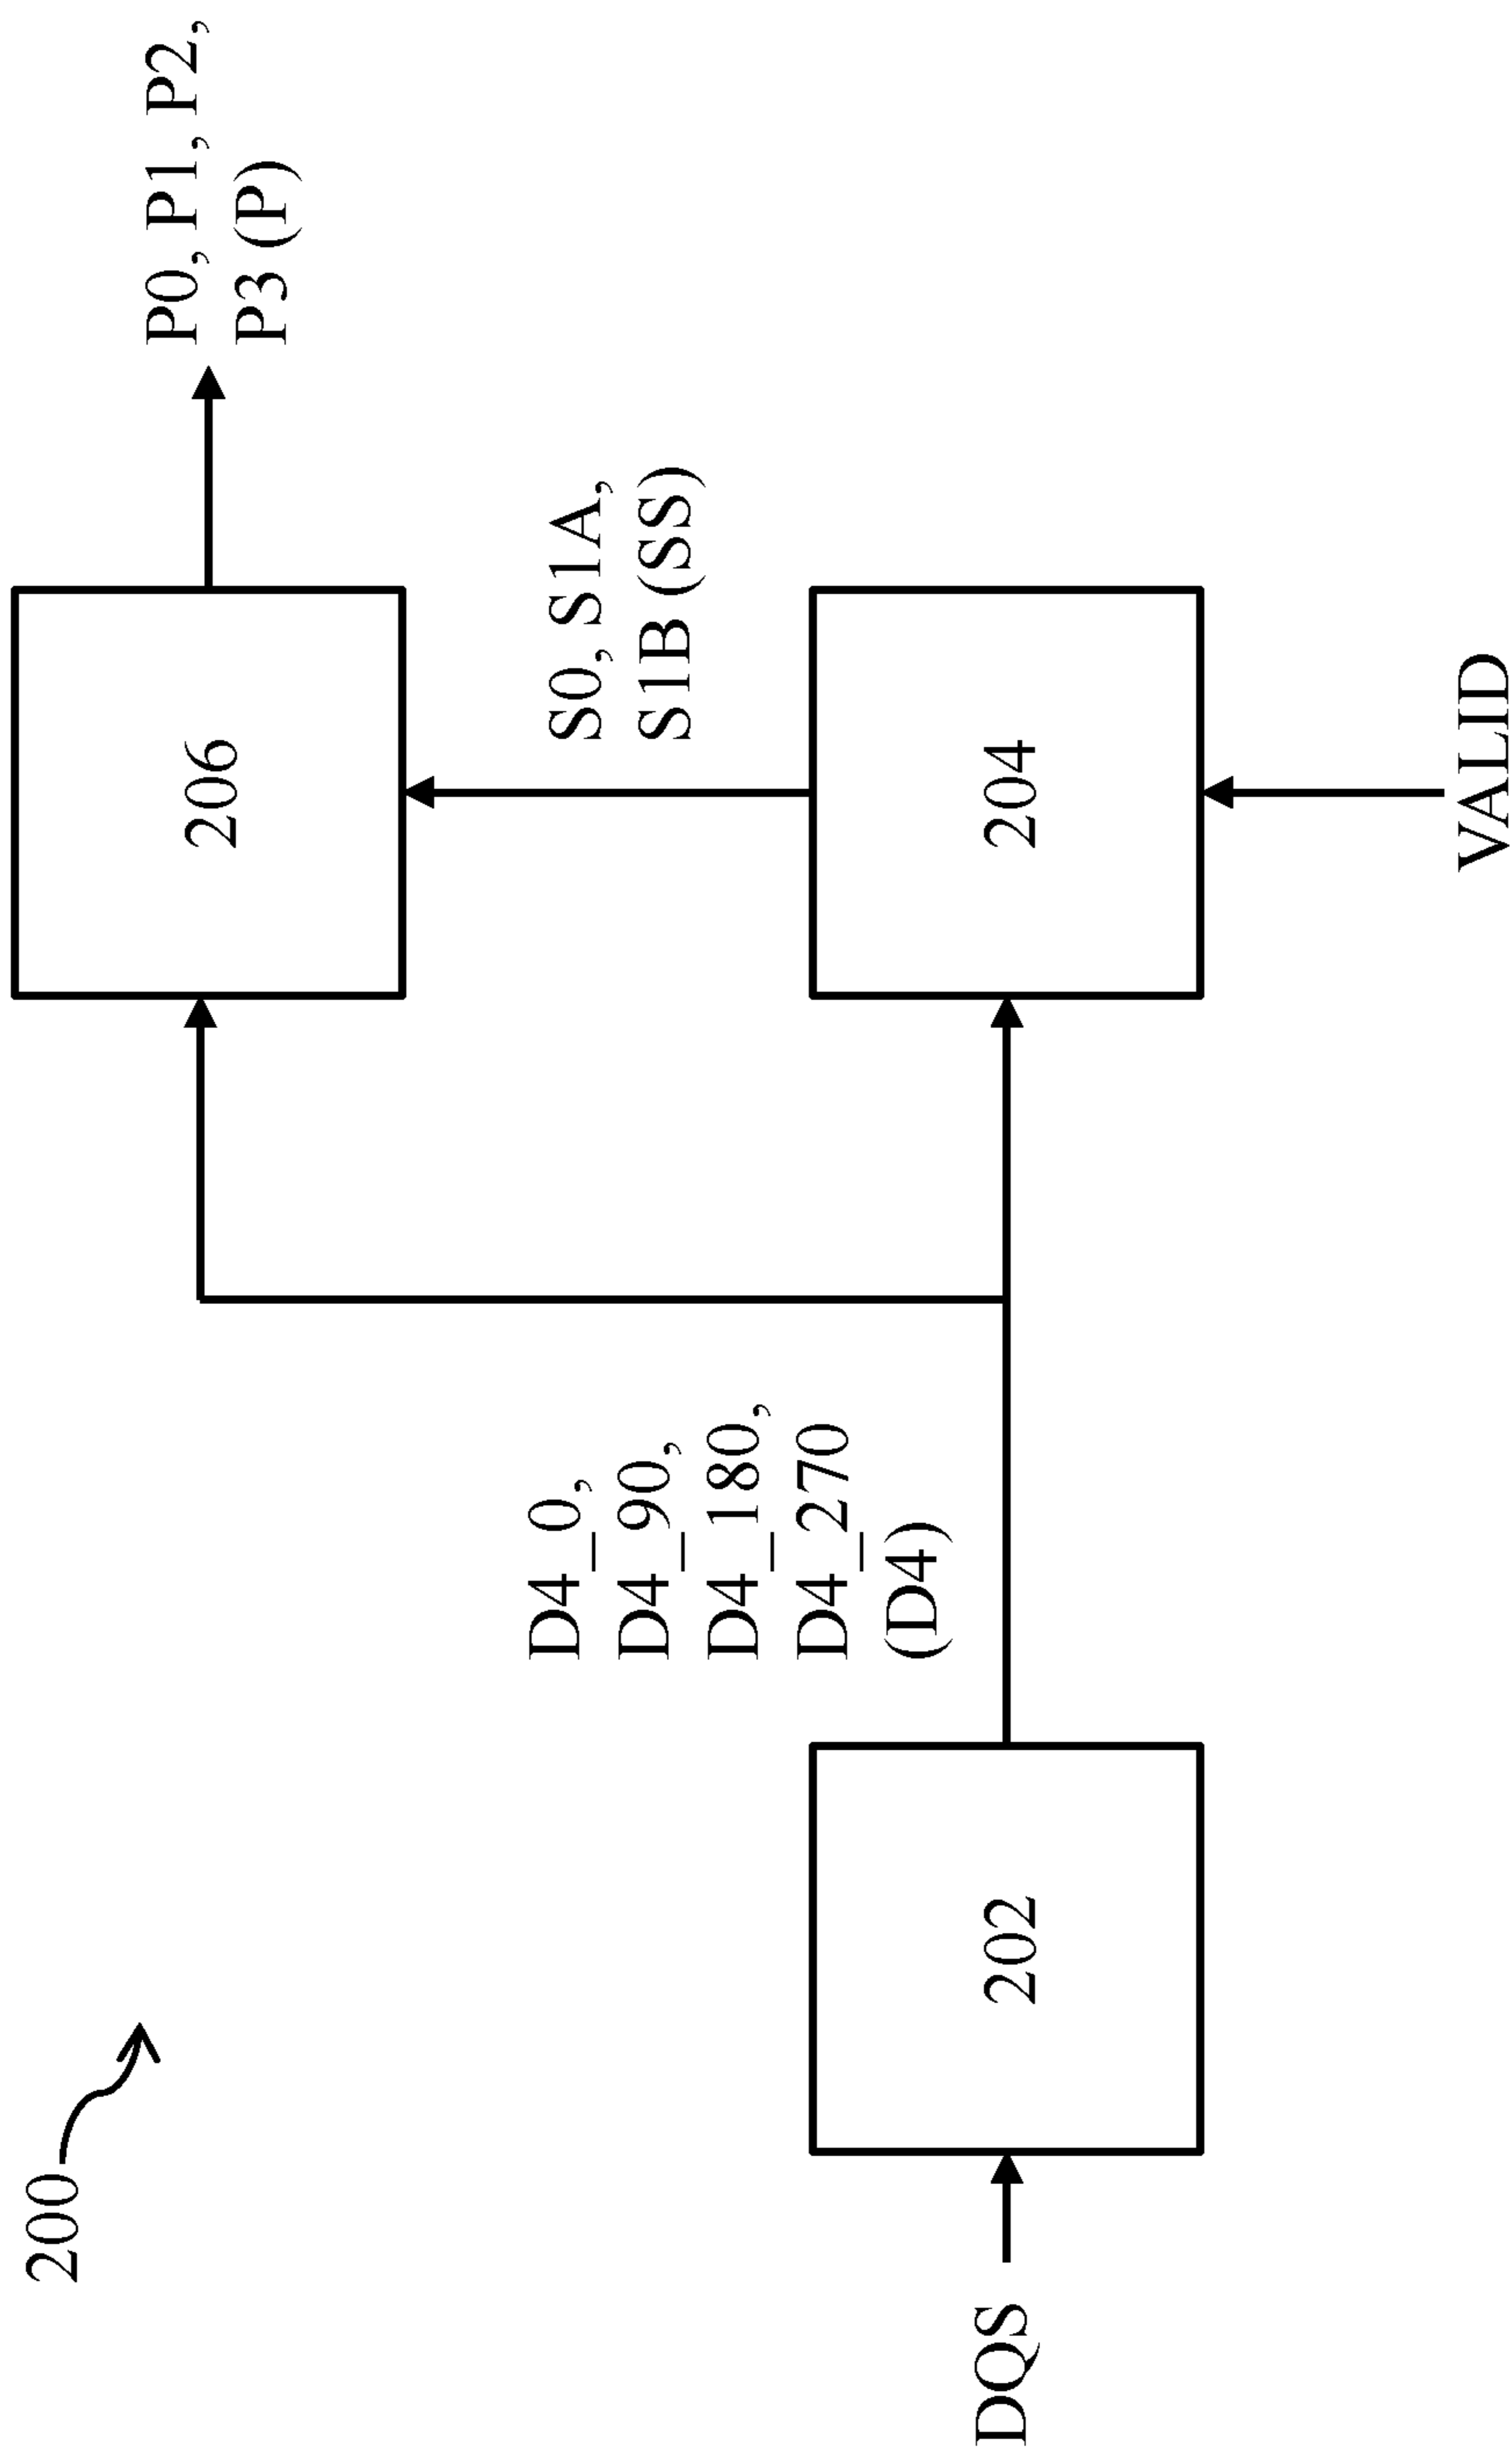 200
P0, P1, P2,
P3 (P)
206
S0, S1A,
S1B (SS)
D4_0,
D4_90,
D4_180,
D4_270
(D4)
DQS
202
204
VALID